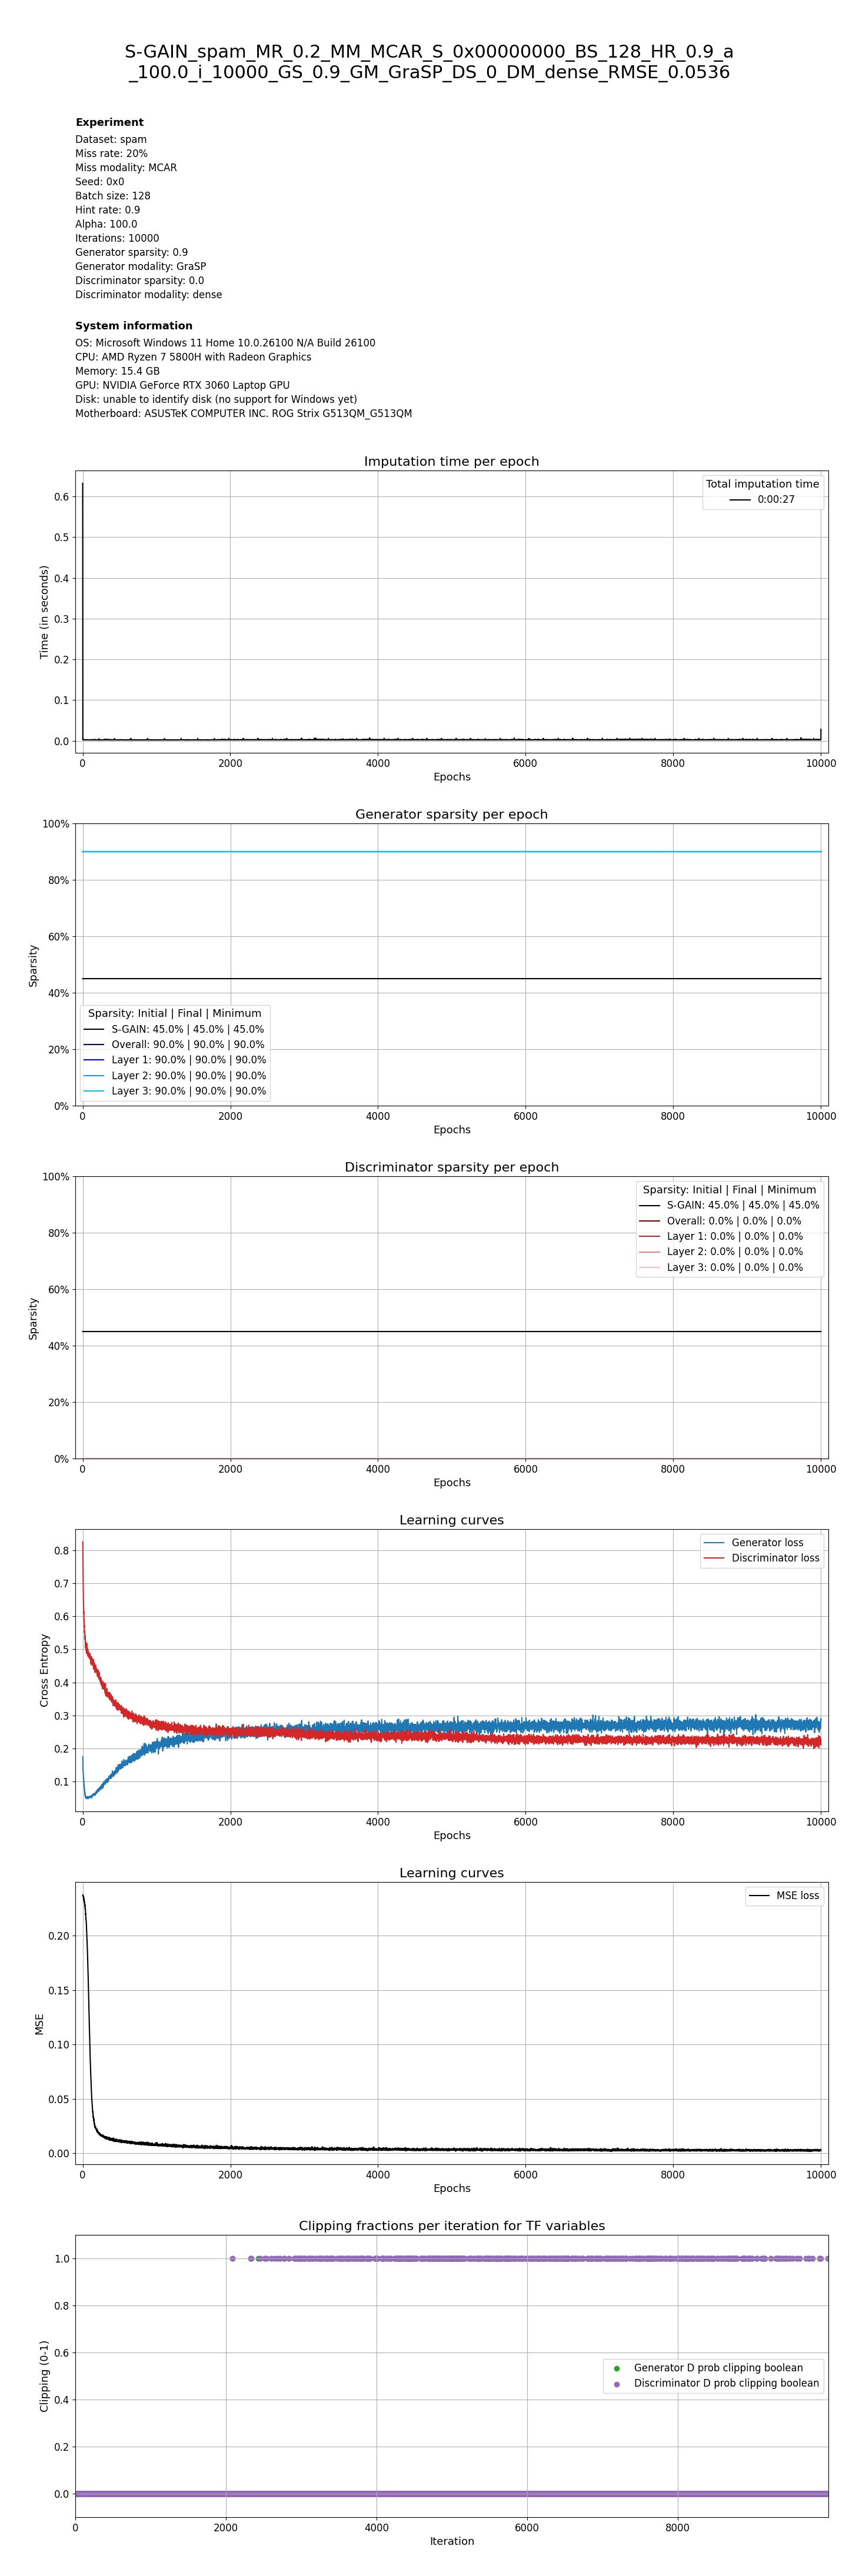 S-GAIN_spam_MR_0.2_MM_MCAR_S_0x00000000_BS_128_HR_0.9_a
_100.0_i_10000_GS_0.9_GM_GraSP_DS_0_DM_dense_RMSE_0.0536
Experiment
Dataset: spam
Miss rate: 20%
Miss modality: MCAR
Seed: 0x0
Batch size: 128
Hint rate: 0.9
Alpha: 100.0
Iterations: 10000
Generator sparsity: 0.9
Generator modality: GraSP
Discriminator sparsity: 0.0
Discriminator modality: dense
System information
OS: Microsoft Windows 11 Home 10.0.26100 N/A Build 26100
CPU: AMD Ryzen 7 5800H with Radeon Graphics
Memory: 15.4 GB
GPU: NVIDIA GeForce RTX 3060 Laptop GPU
Disk: unable to identify disk (no support for Windows yet)
Motherboard: ASUSTeK COMPUTER INC. ROG Strix G513QM_G513QM
Imputation time per epoch
Time (in seconds)
0.6
0.5
0.4
0.3
0.2
0.1
0.0
Total imputation time
0:00:27
0 2000 4000 6000 8000 10000
Epochs
Generator sparsity per epoch
Sparsity
100%
80%
60%
40%
20%
0%
Sparsity: Initial | Final | Minimum
S-GAIN: 45.0% | 45.0% | 45.0%
Overall: 90.0% | 90.0% | 90.0%
Layer 1: 90.0% | 90.0% | 90.0%
Layer 2: 90.0% | 90.0% | 90.0%
Layer 3: 90.0% | 90.0% | 90.0%
0 2000 4000 6000 8000 10000
Epochs
Discriminator sparsity per epoch
Sparsity
100%
80%
60%
40%
20%
0%
Sparsity: Initial | Final | Minimum
S-GAIN: 45.0% | 45.0% | 45.0%
Overall: 0.0% | 0.0% | 0.0%
Layer 1: 0.0% | 0.0% | 0.0%
Layer 2: 0.0% | 0.0% | 0.0%
Layer 3: 0.0% | 0.0% | 0.0%
0 2000 4000 6000 8000 10000
Epochs
Learning curves
Cross Entropy
0.8
0.7
0.6
0.5
0.4
0.3
0.2
0.1
Generator loss
Discriminator loss
0 2000 4000 6000 8000 10000
Epochs
Learning curves
MSE
0.20
0.15
0.10
0.05
0.00
MSE loss
0 2000 4000 6000 8000 10000
Epochs
Clipping fractions per iteration for TF variables
Clipping (0-1)
1.0
0.8
0.6
0.4
0.2
0.0
Generator D prob clipping boolean
Discriminator D prob clipping boolean
0 2000 4000 6000 8000
Iteration